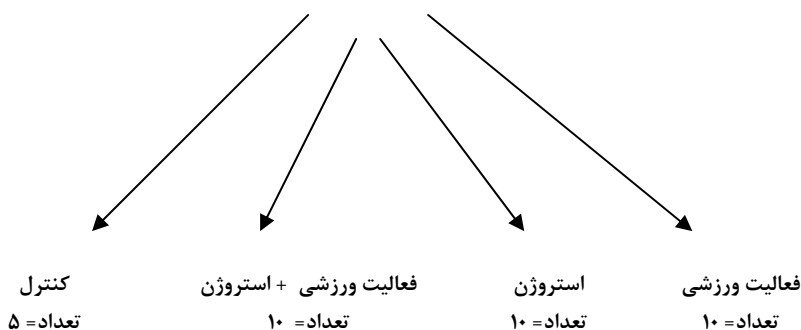 فعالیت ورزشی
تعداد= ۱۰
استروژن
تعداد= ۱۰
فعالیت ورزشی + استروژن
تعداد= ۱۰
کنترل
تعداد= ۵